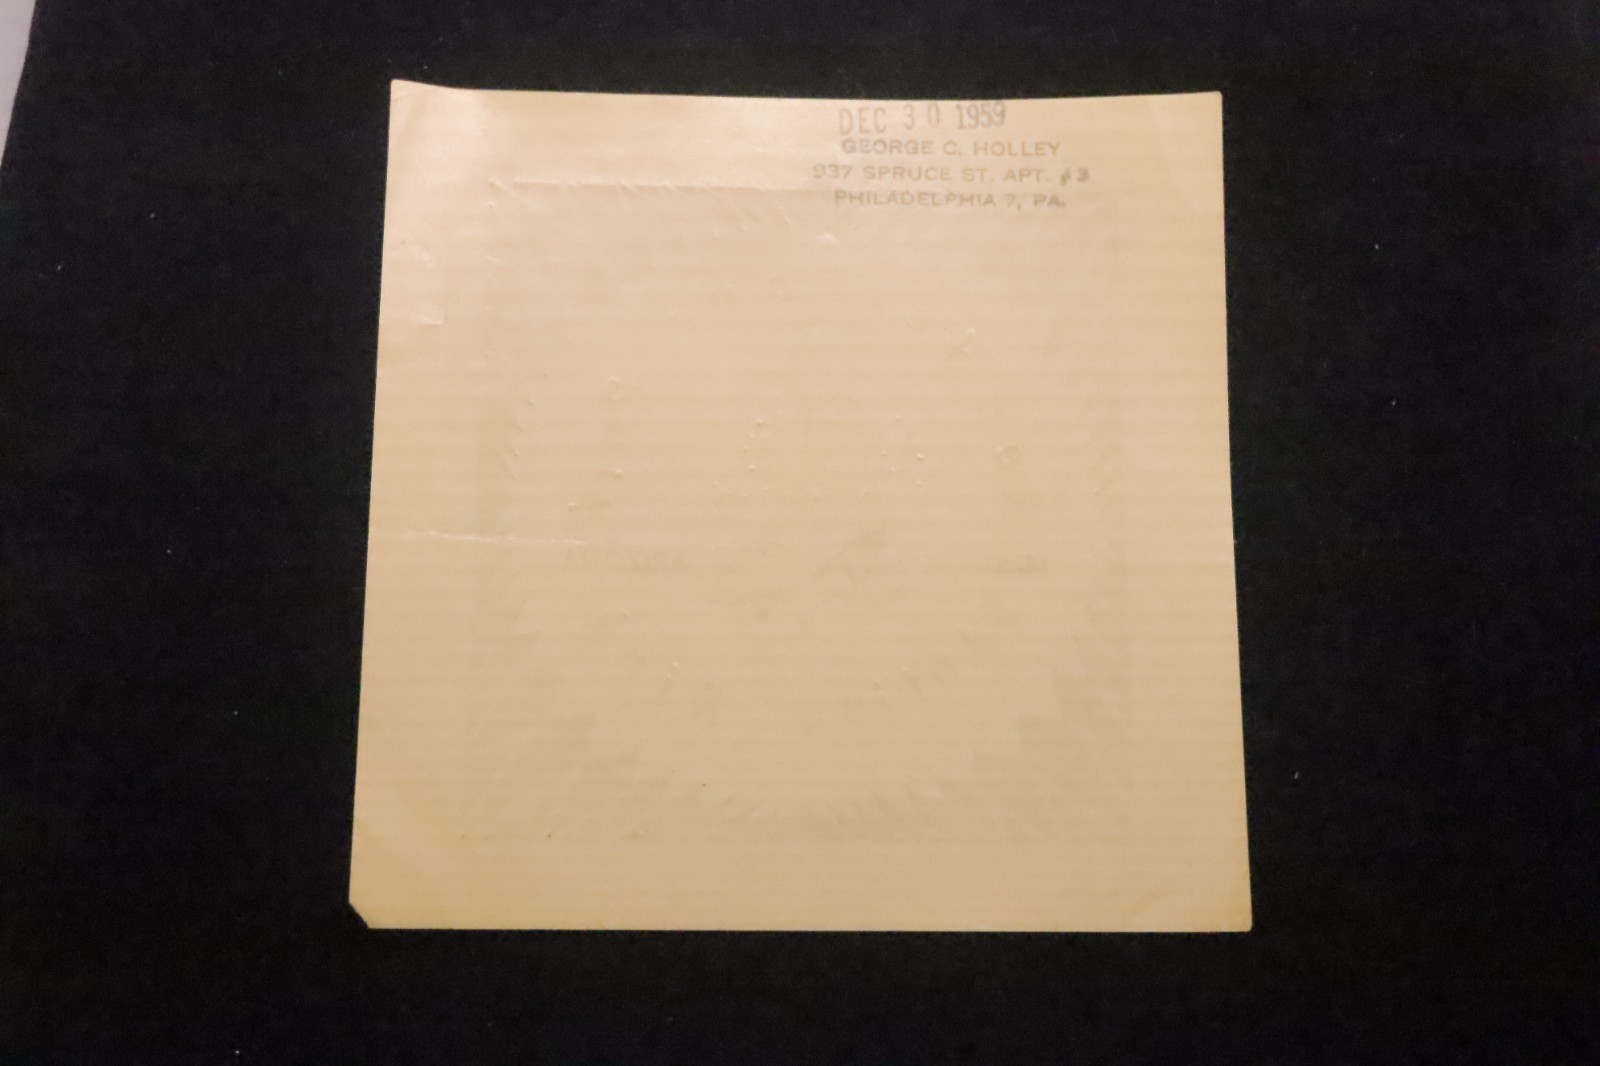 DEC 30 1959
GEORGE C. HOLLEY
937 SPRUCE ST. APT. #3
PHILADELPHIA 7, PA.